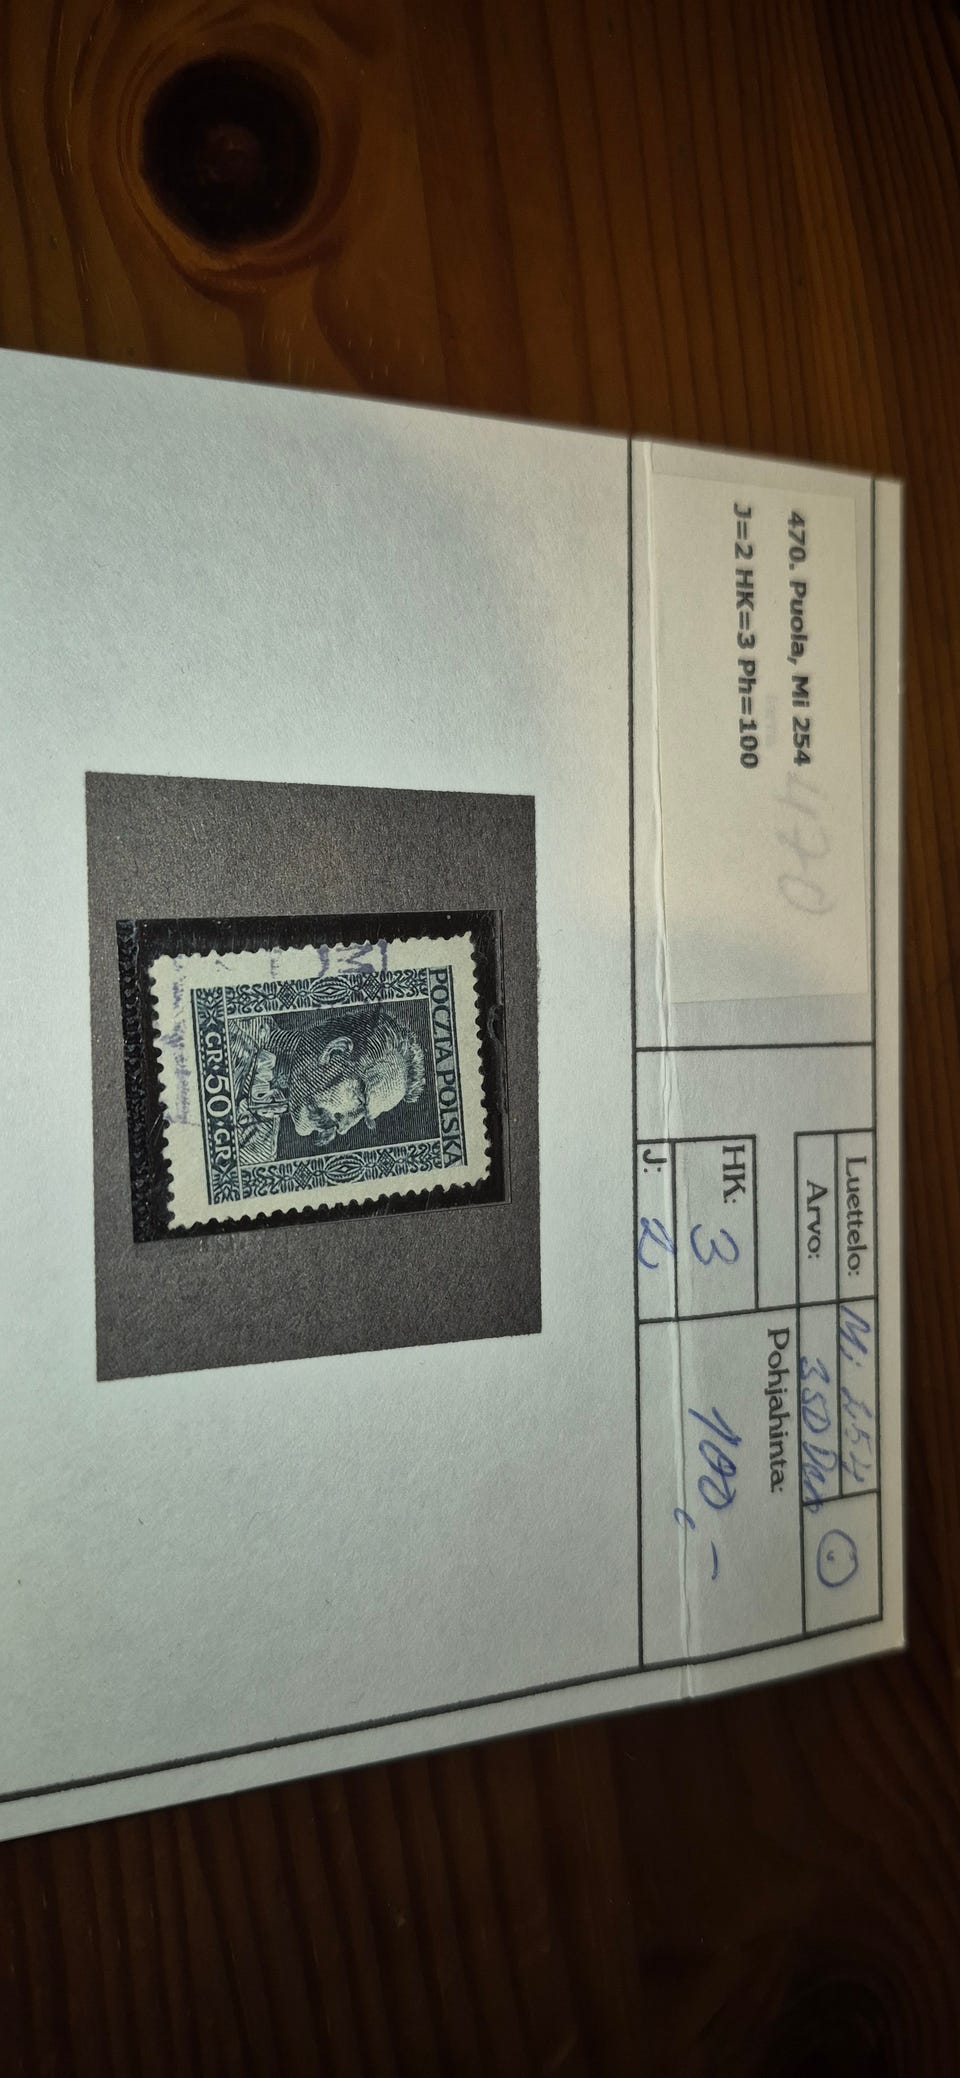 470. Puola, Mi 254
J=2 HK=3 Ph=100
470
Luettelo: Mi 254
Arvo: 350
HK: 3
J: 2
Pohjahinta:
100,-
POCZTA POLSKA
GR·50·GR
M